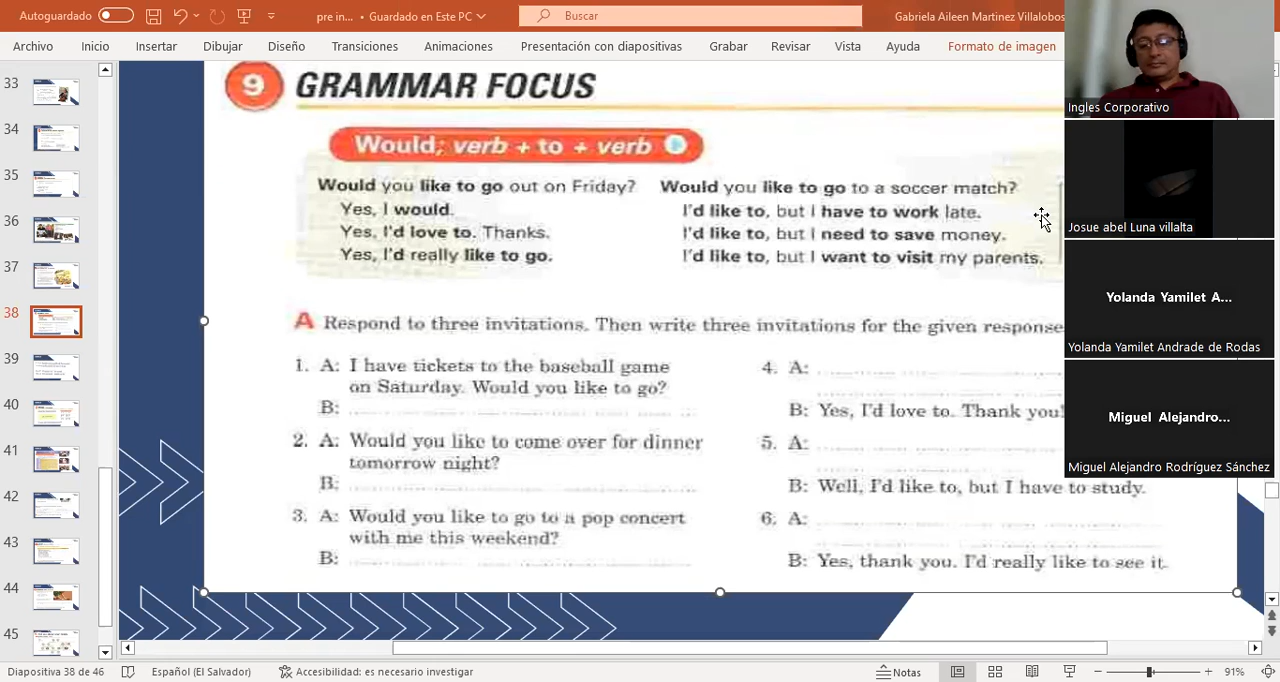 Autoguardado
pre in... • Guardado en Este PC
Buscar
Gabriela Aileen Martinez Villalobos
Archivo Inicio Insertar Dibujar Diseño Transiciones Animaciones Presentación con diapositivas Grabar Revisar Vista Ayuda Formato de imagen
33
34
35
36
37
38
39
40
41
42
43
44
45
9 GRAMMAR FOCUS
Would; verb + to + verb
Would you like to go out on Friday?
Yes, I would.
Yes, I'd love to. Thanks.
Yes, I'd really like to go.
Would you like to go to a soccer match?
I'd like to, but I have to work late.
I'd like to, but I need to save money.
I'd like to, but I want to visit my parents.
A Respond to three invitations. Then write three invitations for the given response
1. A: I have tickets to the baseball game
on Saturday. Would you like to go?
B:
2. A: Would you like to come over for dinner
tomorrow night?
B:
3. A: Would you like to go to a pop concert
with me this weekend?
B:
4. A:
B: Yes, I'd love to. Thank you!
5. A:
B: Well, I'd like to, but I have to study.
6. A:
B: Yes, thank you. I'd really like to see it.
Ingles Corporativo
Josue abel Luna villalta
Yolanda Yamilet A...
Yolanda Yamilet Andrade de Rodas
Miguel Alejandro...
Miguel Alejandro Rodríguez Sánchez
Diapositiva 38 de 46 Español (El Salvador) Accesibilidad: es necesario investigar Notas 91%